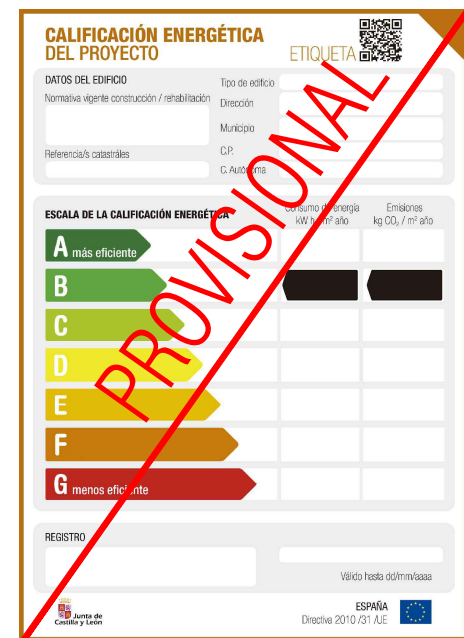 CALIFICACIÓN ENERGÉTICA
DEL PROYECTO
ETIQUETA
DATOS DEL EDIFICIO
Normativa vigente construcción / rehabilitación
Referencia/s catastráles
Tipo de edificio
Dirección
Municipio
C.P.
C. Autónoma
ESCALA DE LA CALIFICACIÓN ENERGÉTICA
Consumo de energía
kW h / m² año
Emisiones
kg CO₂ / m² año
A más eficiente
B
C
D
E
F
G menos eficiente
PROVISIONAL
REGISTRO
Válido hasta dd/mm/aaaa
Junta de
Castilla y León
ESPAÑA
Directiva 2010 /31 /UE